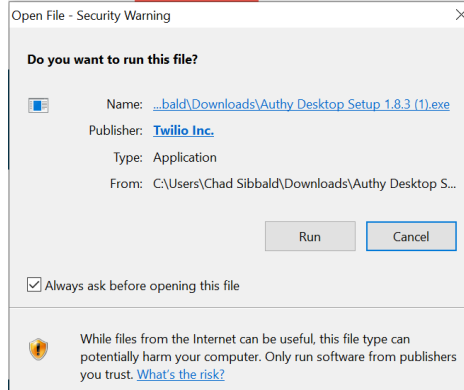 Open File - Security Warning
Do you want to run this file?
Name: ...bald\Downloads\Authy Desktop Setup 1.8.3 (1).exe
Publisher: Twilio Inc.
Type: Application
From: C:\Users\Chad Sibbald\Downloads\Authy Desktop S...
Run Cancel
Always ask before opening this file
While files from the Internet can be useful, this file type can
potentially harm your computer. Only run software from publishers
you trust. What's the risk?